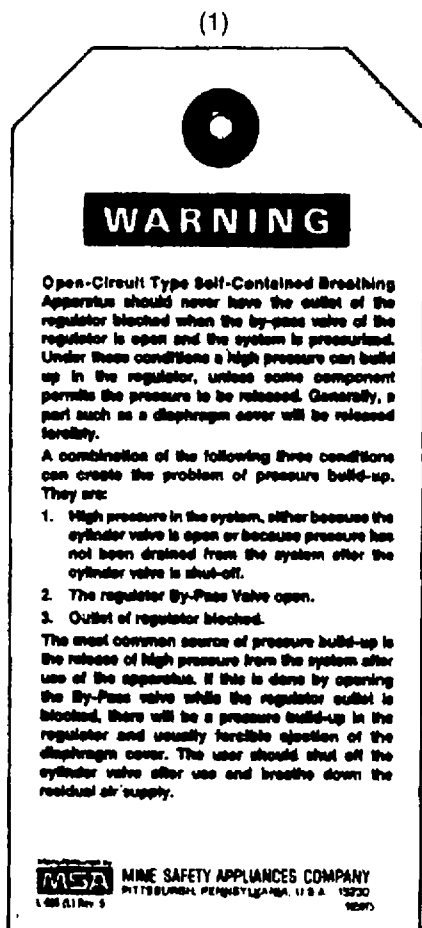 (1)
WARNING
Open-Circuit Type Self-Contained Breathing
Apparatus should never have the outlet of the
regulator blocked when the by-pass valve of the
regulator is open and the system is pressurized.
Under these conditions a high pressure can build
up in the regulator, unless some component
permits the pressure to be released. Generally, a
part such as a diaphragm cover will be released
forcibly.
A combination of the following three conditions
can create the problem of pressure build-up.
They are:
1. High pressure in the system, either because the
cylinder valve is open or because pressure has
not been drained from the system after the
cylinder valve is shut-off.
2. The regulator By-Pass Valve open.
3. Outlet of regulator blocked.
The most common source of pressure build-up is
the release of high pressure from the system after
use of the apparatus. If this is done by opening
the By-Pass valve while the regulator outlet is
blocked, there will be a pressure build-up in the
regulator and usually forcible ejection of the
diaphragm cover. The user should shut off the
cylinder valve after use and breathe down the
residual air supply.
Manufactured by
MSA MINE SAFETY APPLIANCES COMPANY
PITTSBURGH, PENNSYLVANIA, U.S.A.